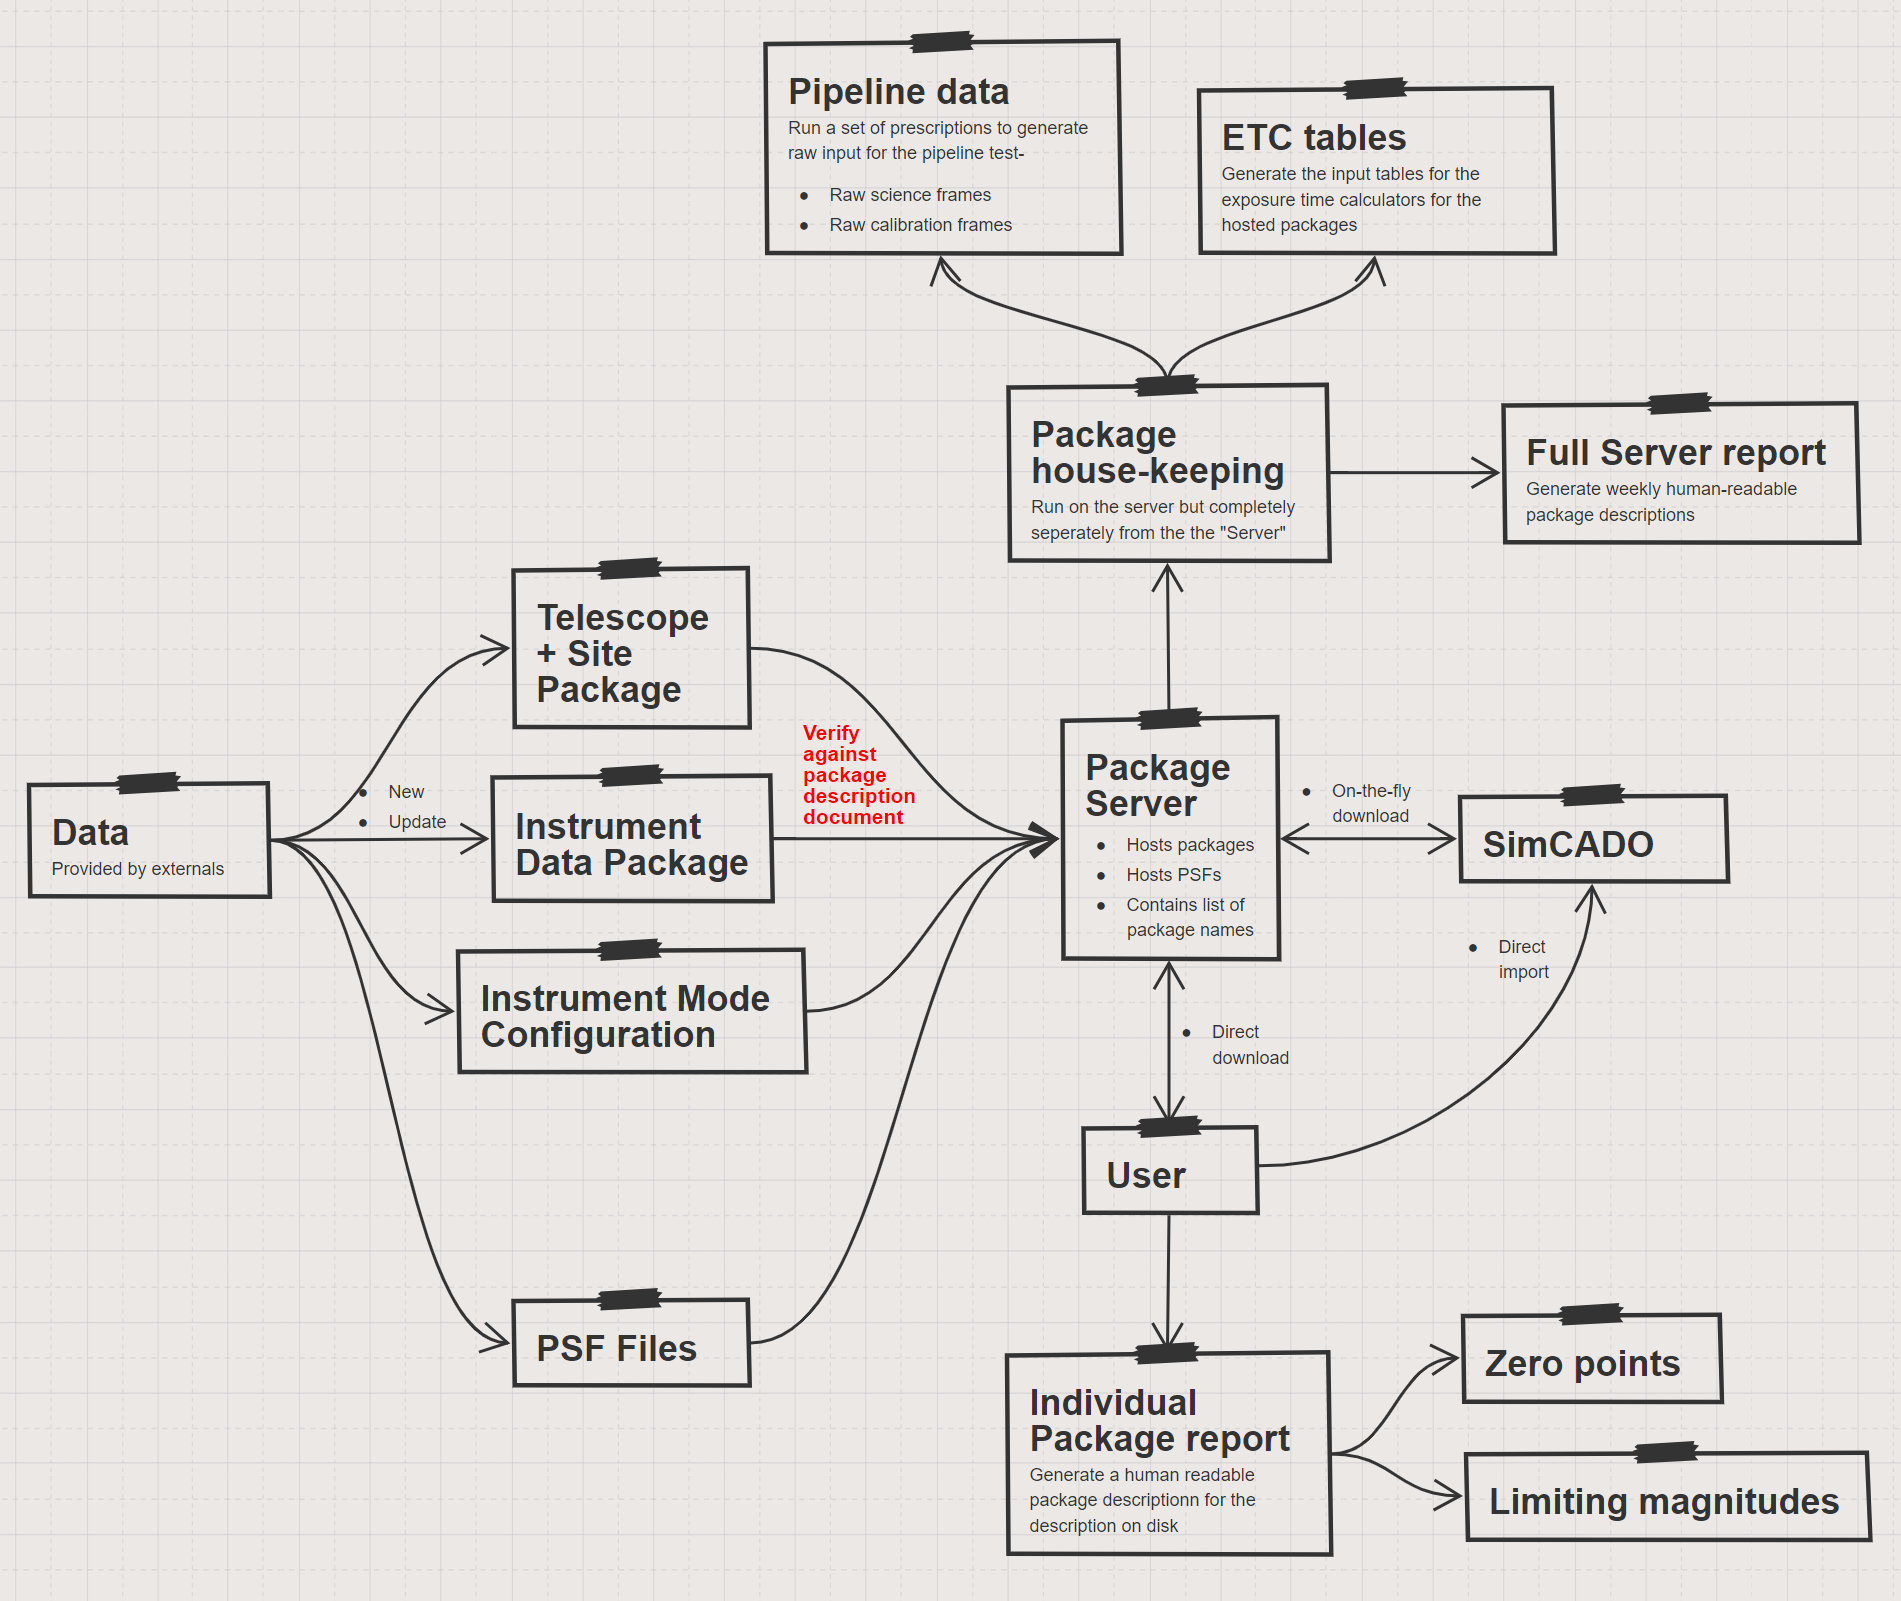 Pipeline data
Run a set of prescriptions to generate
raw input for the pipeline test-
● Raw science frames
● Raw calibration frames
ETC tables
Generate the input tables for the
exposure time calculators for the
hosted packages
Package
house-keeping
Run on the server but completely
seperately from the the "Server"
Full Server report
Generate weekly human-readable
package descriptions
Telescope
+ Site
Package
Verify
against
package
description
document
Data
Provided by externals
● New
● Update
Instrument
Data Package
Package
Server
● Hosts packages
● Hosts PSFs
● Contains list of
package names
● On-the-fly
download
SimCADO
● Direct
import
Instrument Mode
Configuration
● Direct
download
User
PSF Files
Individual
Package report
Generate a human readable
package descriptionn for the
description on disk
Zero points
Limiting magnitudes